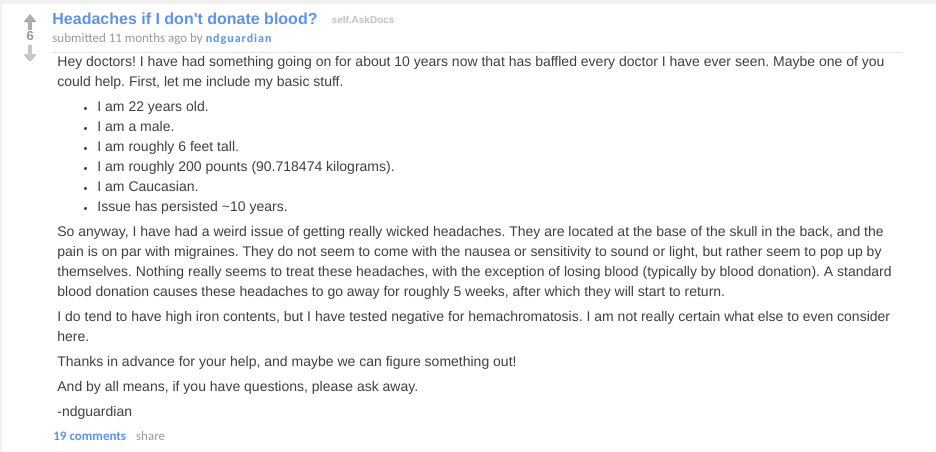 Headaches if I don't donate blood? self.AskDocs
6
submitted 11 months ago by ndguardian
Hey doctors! I have had something going on for about 10 years now that has baffled every doctor I have ever seen. Maybe one of you
could help. First, let me include my basic stuff.
• I am 22 years old.
• I am a male.
• I am roughly 6 feet tall.
• I am roughly 200 pounts (90.718474 kilograms).
• I am Caucasian.
• Issue has persisted ~10 years.
So anyway, I have had a weird issue of getting really wicked headaches. They are located at the base of the skull in the back, and the
pain is on par with migraines. They do not seem to come with the nausea or sensitivity to sound or light, but rather seem to pop up by
themselves. Nothing really seems to treat these headaches, with the exception of losing blood (typically by blood donation). A standard
blood donation causes these headaches to go away for roughly 5 weeks, after which they will start to return.
I do tend to have high iron contents, but I have tested negative for hemachromatosis. I am not really certain what else to even consider
here.
Thanks in advance for your help, and maybe we can figure something out!
And by all means, if you have questions, please ask away.
-ndguardian
19 comments share